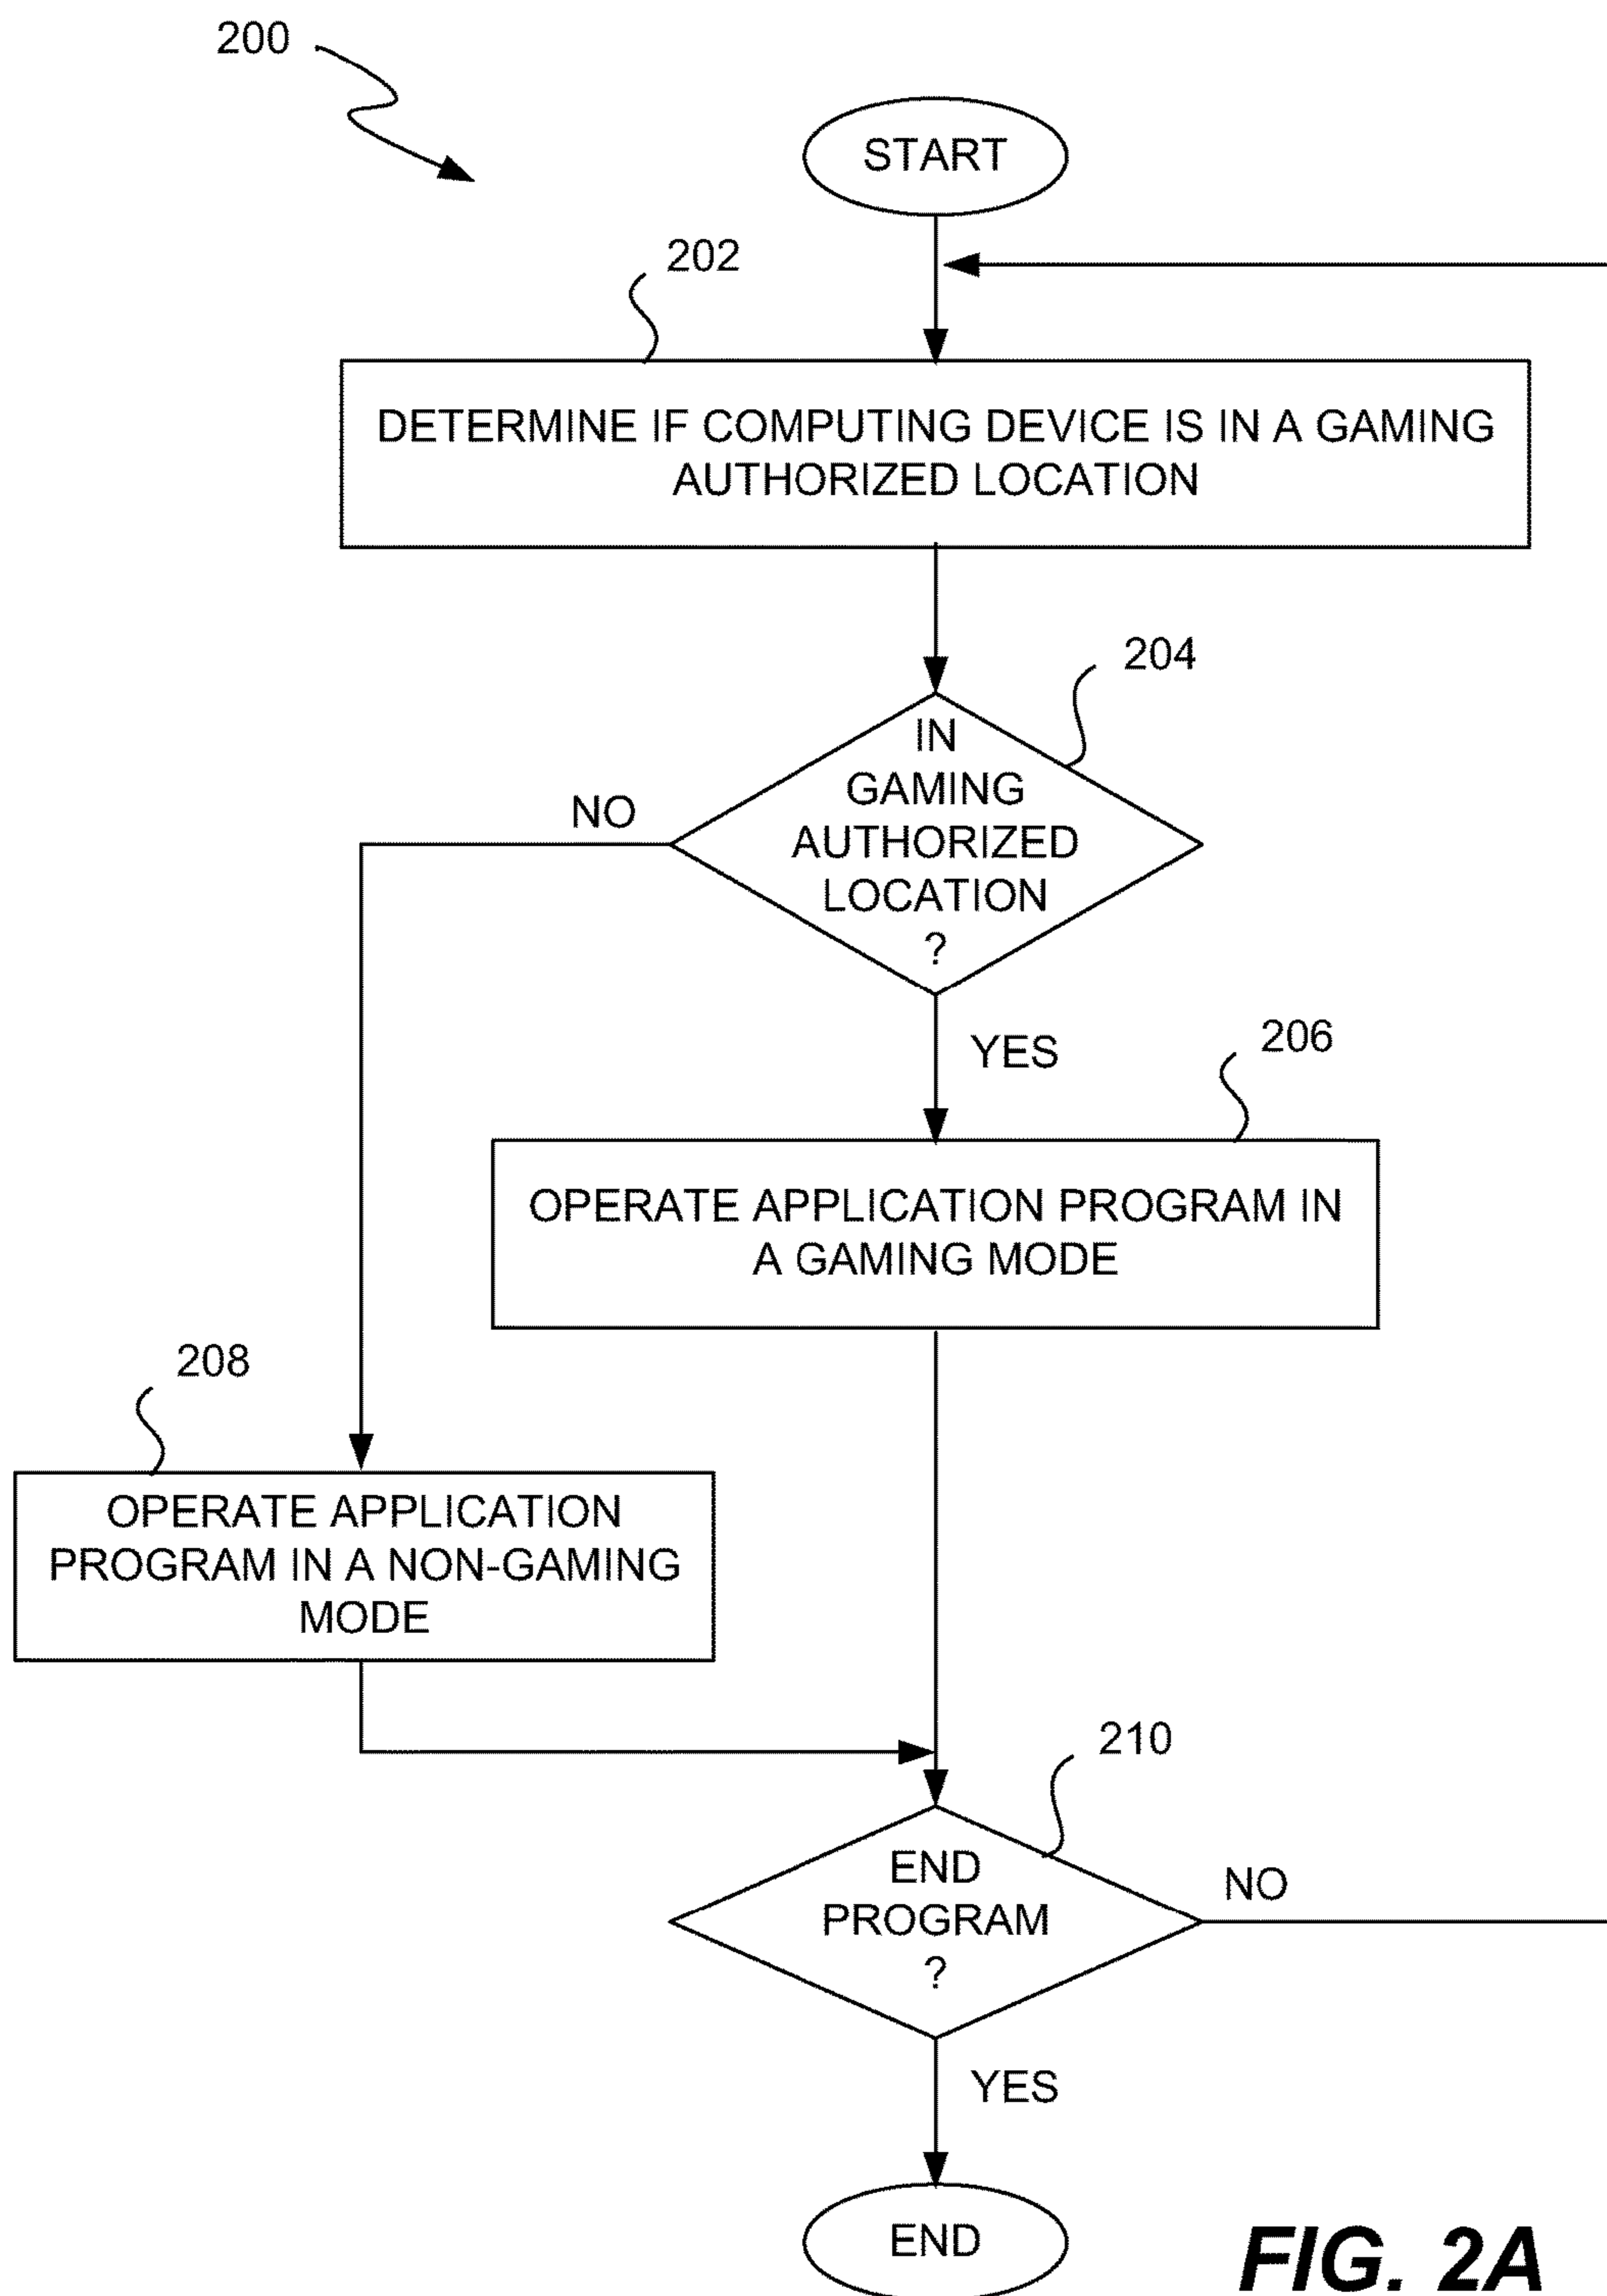 200
START
202
DETERMINE IF COMPUTING DEVICE IS IN A GAMING
AUTHORIZED LOCATION
204
IN
GAMING
AUTHORIZED
LOCATION
?
NO
YES
206
OPERATE APPLICATION PROGRAM IN
A GAMING MODE
208
OPERATE APPLICATION
PROGRAM IN A NON-GAMING
MODE
210
END
PROGRAM
?
NO
YES
END
FIG. 2A